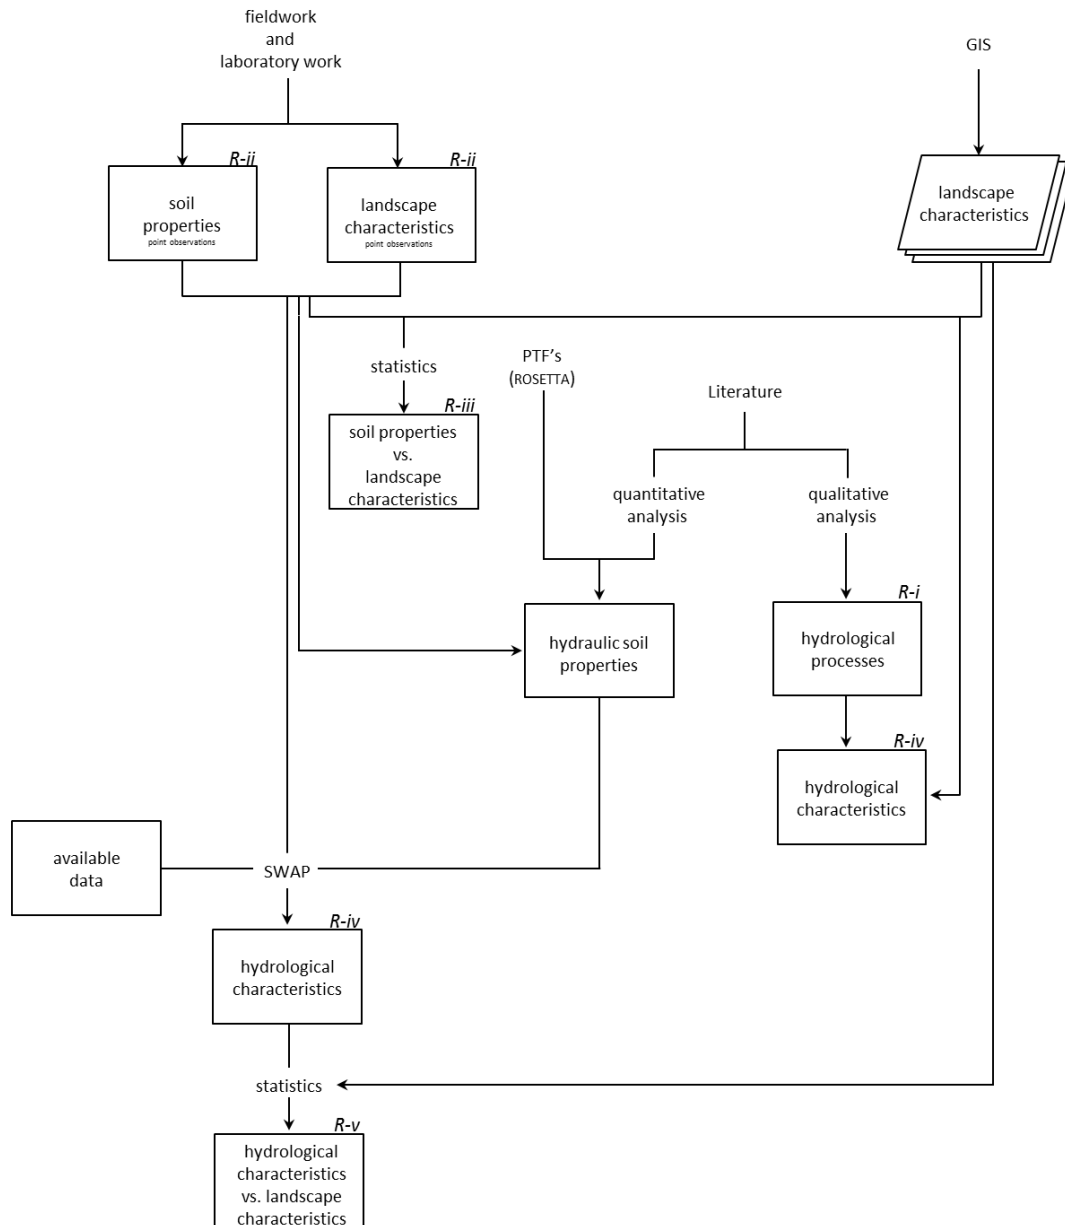 fieldwork
and
laboratory work
GIS
R-ii
soil
properties
point observations
R-ii
landscape
characteristics
point observations
landscape
characteristics
statistics
R-iii
soil properties
vs.
landscape
characteristics
PTF's
(ROSETTA)
Literature
quantitative
analysis
qualitative
analysis
hydraulic soil
properties
R-i
hydrological
processes
R-iv
hydrological
characteristics
available
data
SWAP
R-iv
hydrological
characteristics
statistics
R-v
hydrological
characteristics
vs. landscape
characteristics